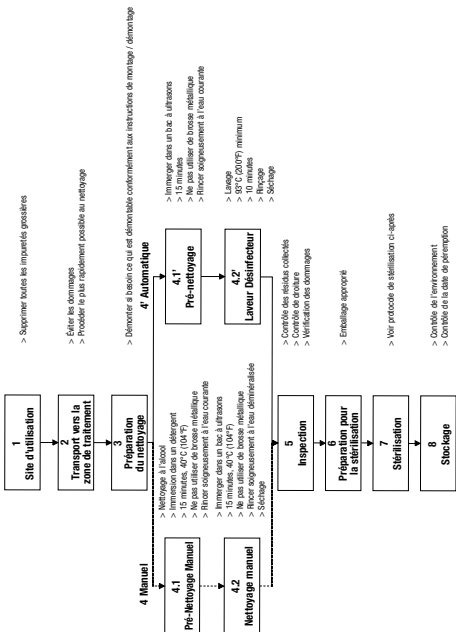 1
Site d'utilisation
> Supprimer toutes les impuretés grossières
2
Transport vers la
zone de traitement
> Éviter les dommages
> Procéder le plus rapidement possible au nettoyage
3
Préparation
du nettoyage
> Démonter si besoin ce qui est démontable conformément aux instructions de montage / démontage
4 Manuel
4.1
Pré-Nettoyage Manuel
> Nettoyage à l'alcool
> Immersion dans un détergent
> 15 minutes, 40°C (104°F)
> Ne pas utiliser de brosse métallique
> Rincer soigneusement à l'eau courante
4.2
Nettoyage manuel
> Immerger dans un bac à ultrasons
> 15 minutes, 40°C (104°F)
> Ne pas utiliser de brosse métallique
> Rincer soigneusement à l'eau déminéralisée
> Séchage
4' Automatique
4.1'
Pré-nettoyage
> Immerger dans un bac à ultrasons
> 15 minutes
> Ne pas utiliser de brosse métallique
> Rincer soigneusement à l'eau courante
4.2'
Laveur Désinfecteur
> Lavage
> 93°C (200°F) minimum
> 10 minutes
> Rinçage
> Séchage
5
Inspection
> Contrôle des résidus collectés
> Contrôle de droiture
> Vérification des dommages
6
Préparation pour
la stérilisation
> Emballage approprié
7
Stérilisation
> Voir protocole de stérilisation ci-après
8
Stockage
> Contrôle de l'environnement
> Contrôle de la date de péremption